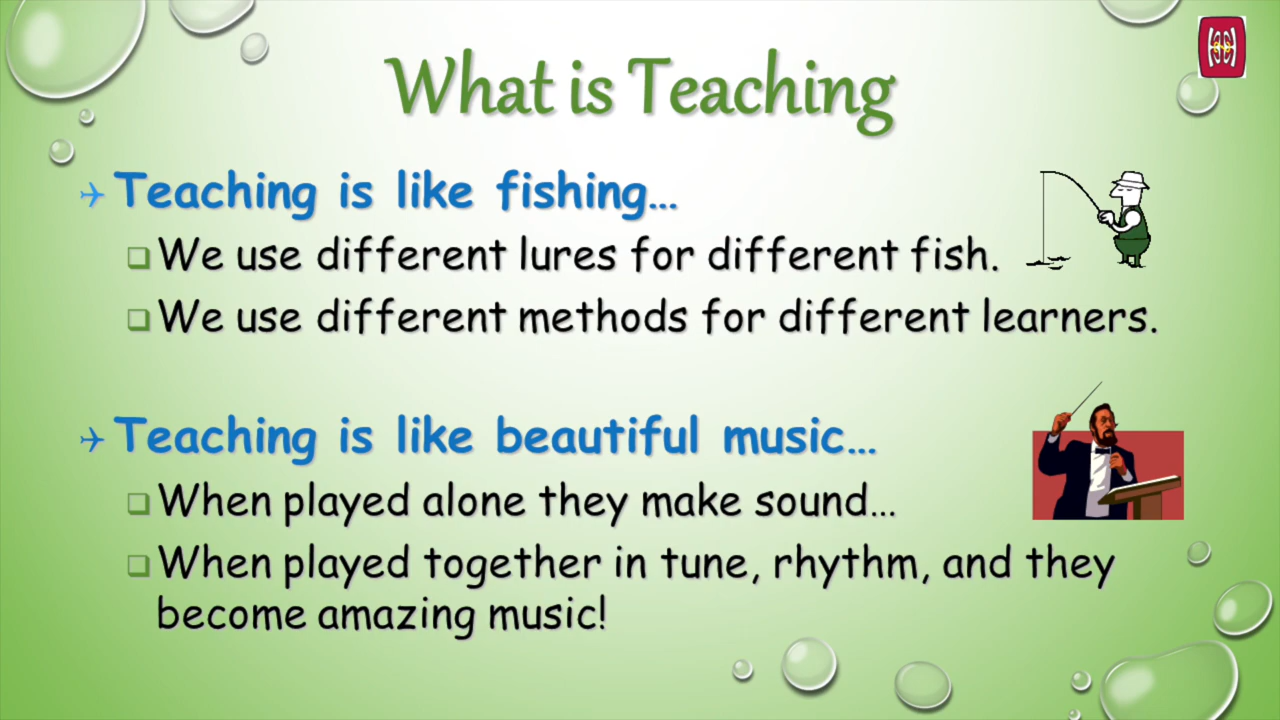 What is Teaching
Teaching is like fishing...
We use different lures for different fish.
We use different methods for different learners.
Teaching is like beautiful music...
When played alone they make sound...
When played together in tune, rhythm, and they
become amazing music!